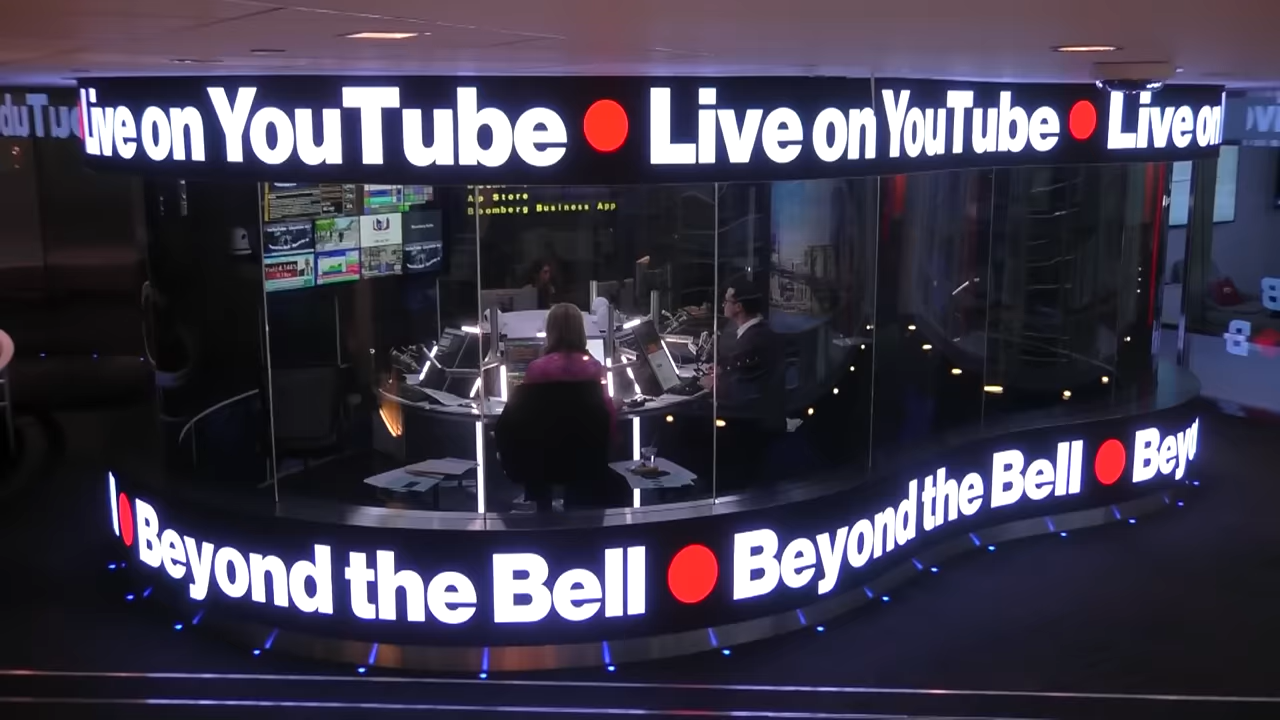 Live on YouTube ● Live on YouTube ● Live on
Ap Store
Bloomberg Business App
Beyond the Bell ● Beyond the Bell ● Beyo